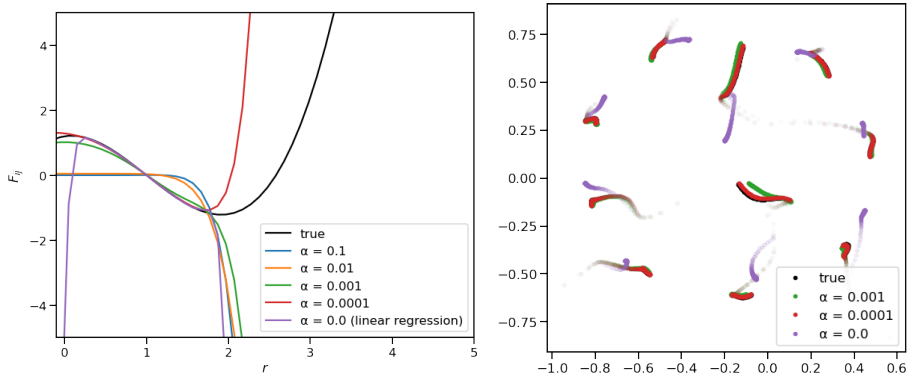 4
2
0
−2
−4
F_ij
0
1
2
3
4
5
r
true
α = 0.1
α = 0.01
α = 0.001
α = 0.0001
α = 0.0 (linear regression)
0.75
0.50
0.25
0.00
−0.25
−0.50
−0.75
−1.0
−0.8
−0.6
−0.4
−0.2
0.0
0.2
0.4
0.6
true
α = 0.001
α = 0.0001
α = 0.0